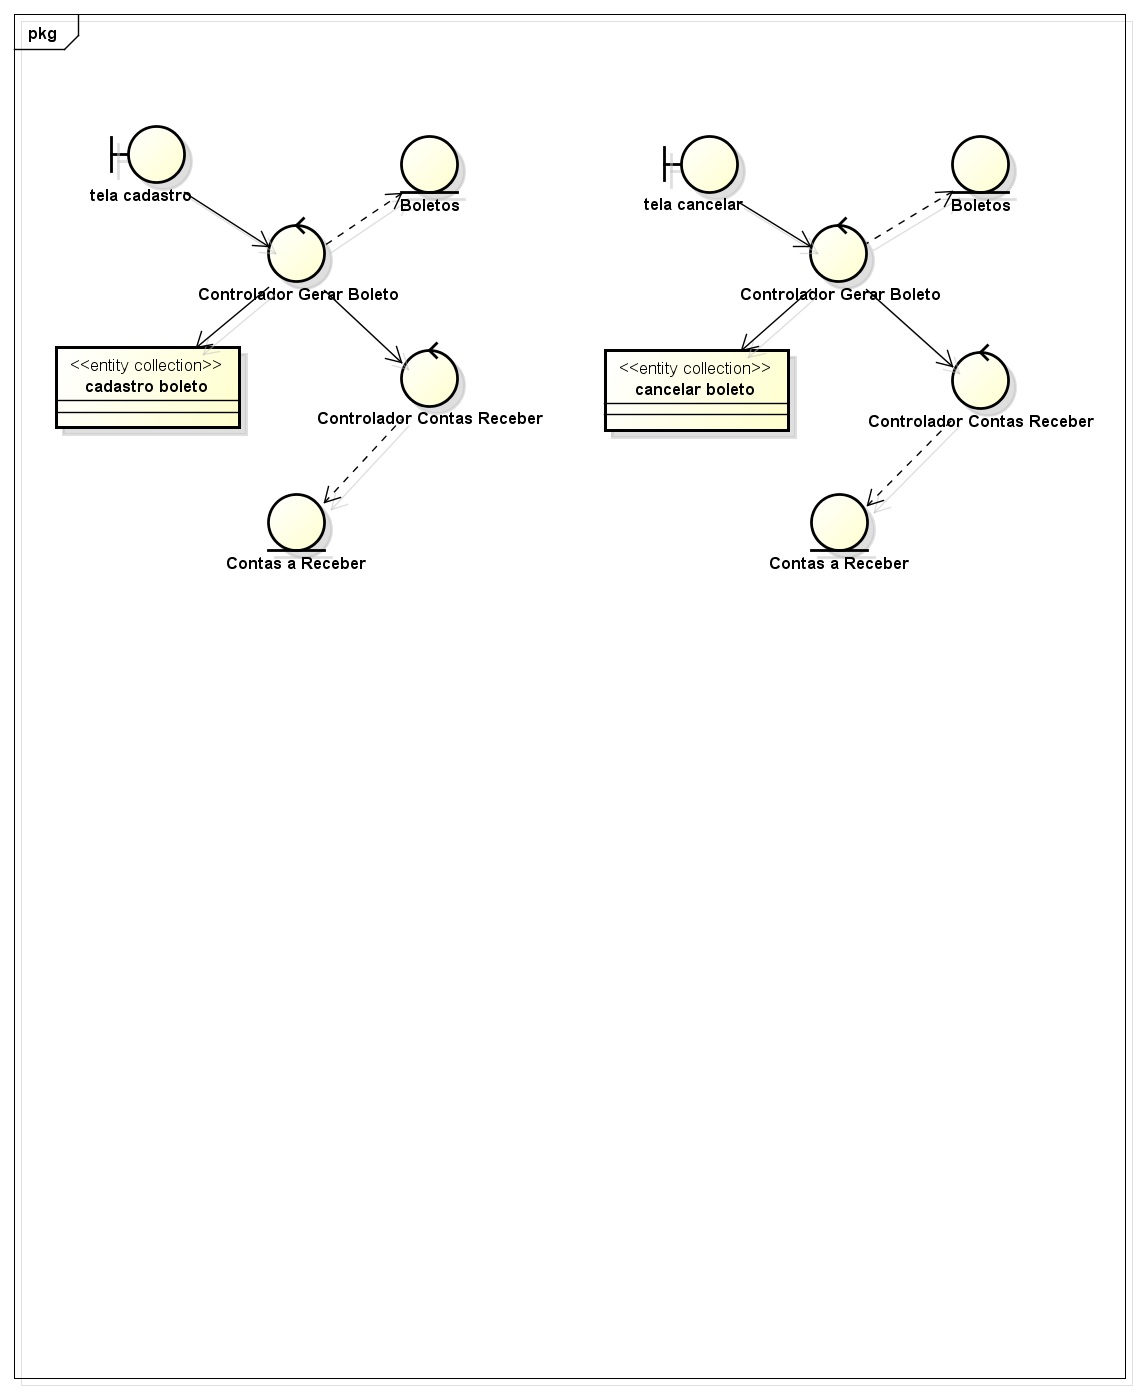 pkg
tela cadastro
Boletos
Controlador Gerar Boleto
<<entity collection>>
cadastro boleto
Controlador Contas Receber
Contas a Receber
tela cancelar
Boletos
Controlador Gerar Boleto
<<entity collection>>
cancelar boleto
Controlador Contas Receber
Contas a Receber